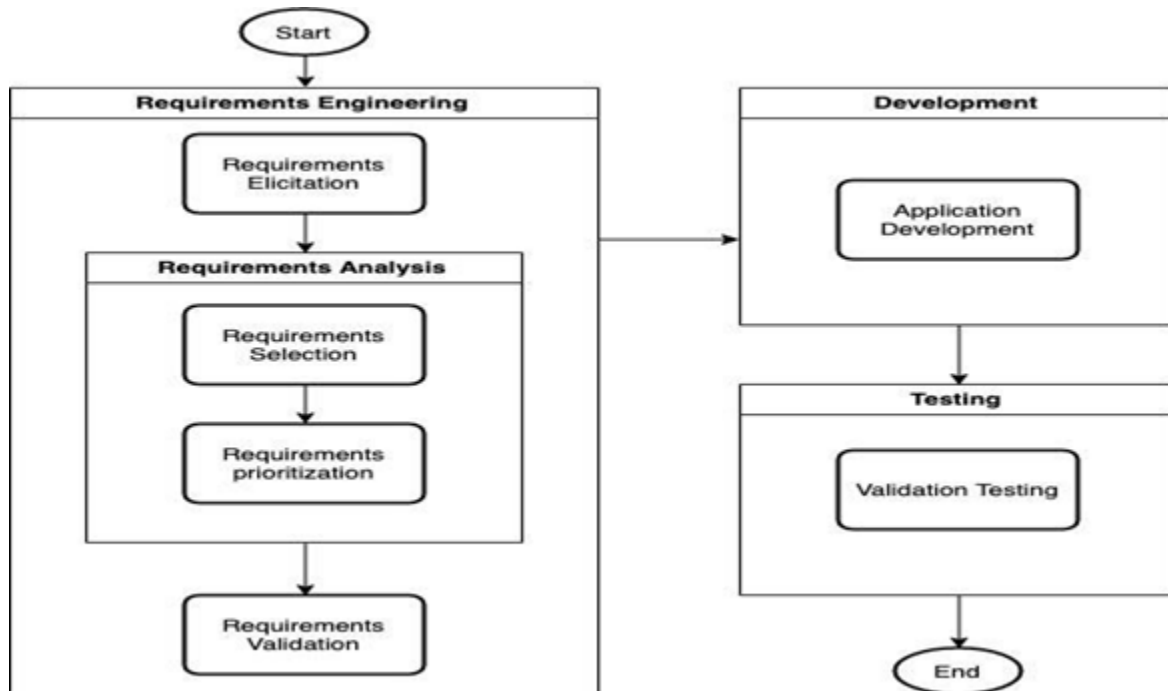 Start
Requirements Engineering
Requirements
Elicitation
Requirements Analysis
Requirements
Selection
Requirements
prioritization
Requirements
Validation
Development
Application
Development
Testing
Validation Testing
End